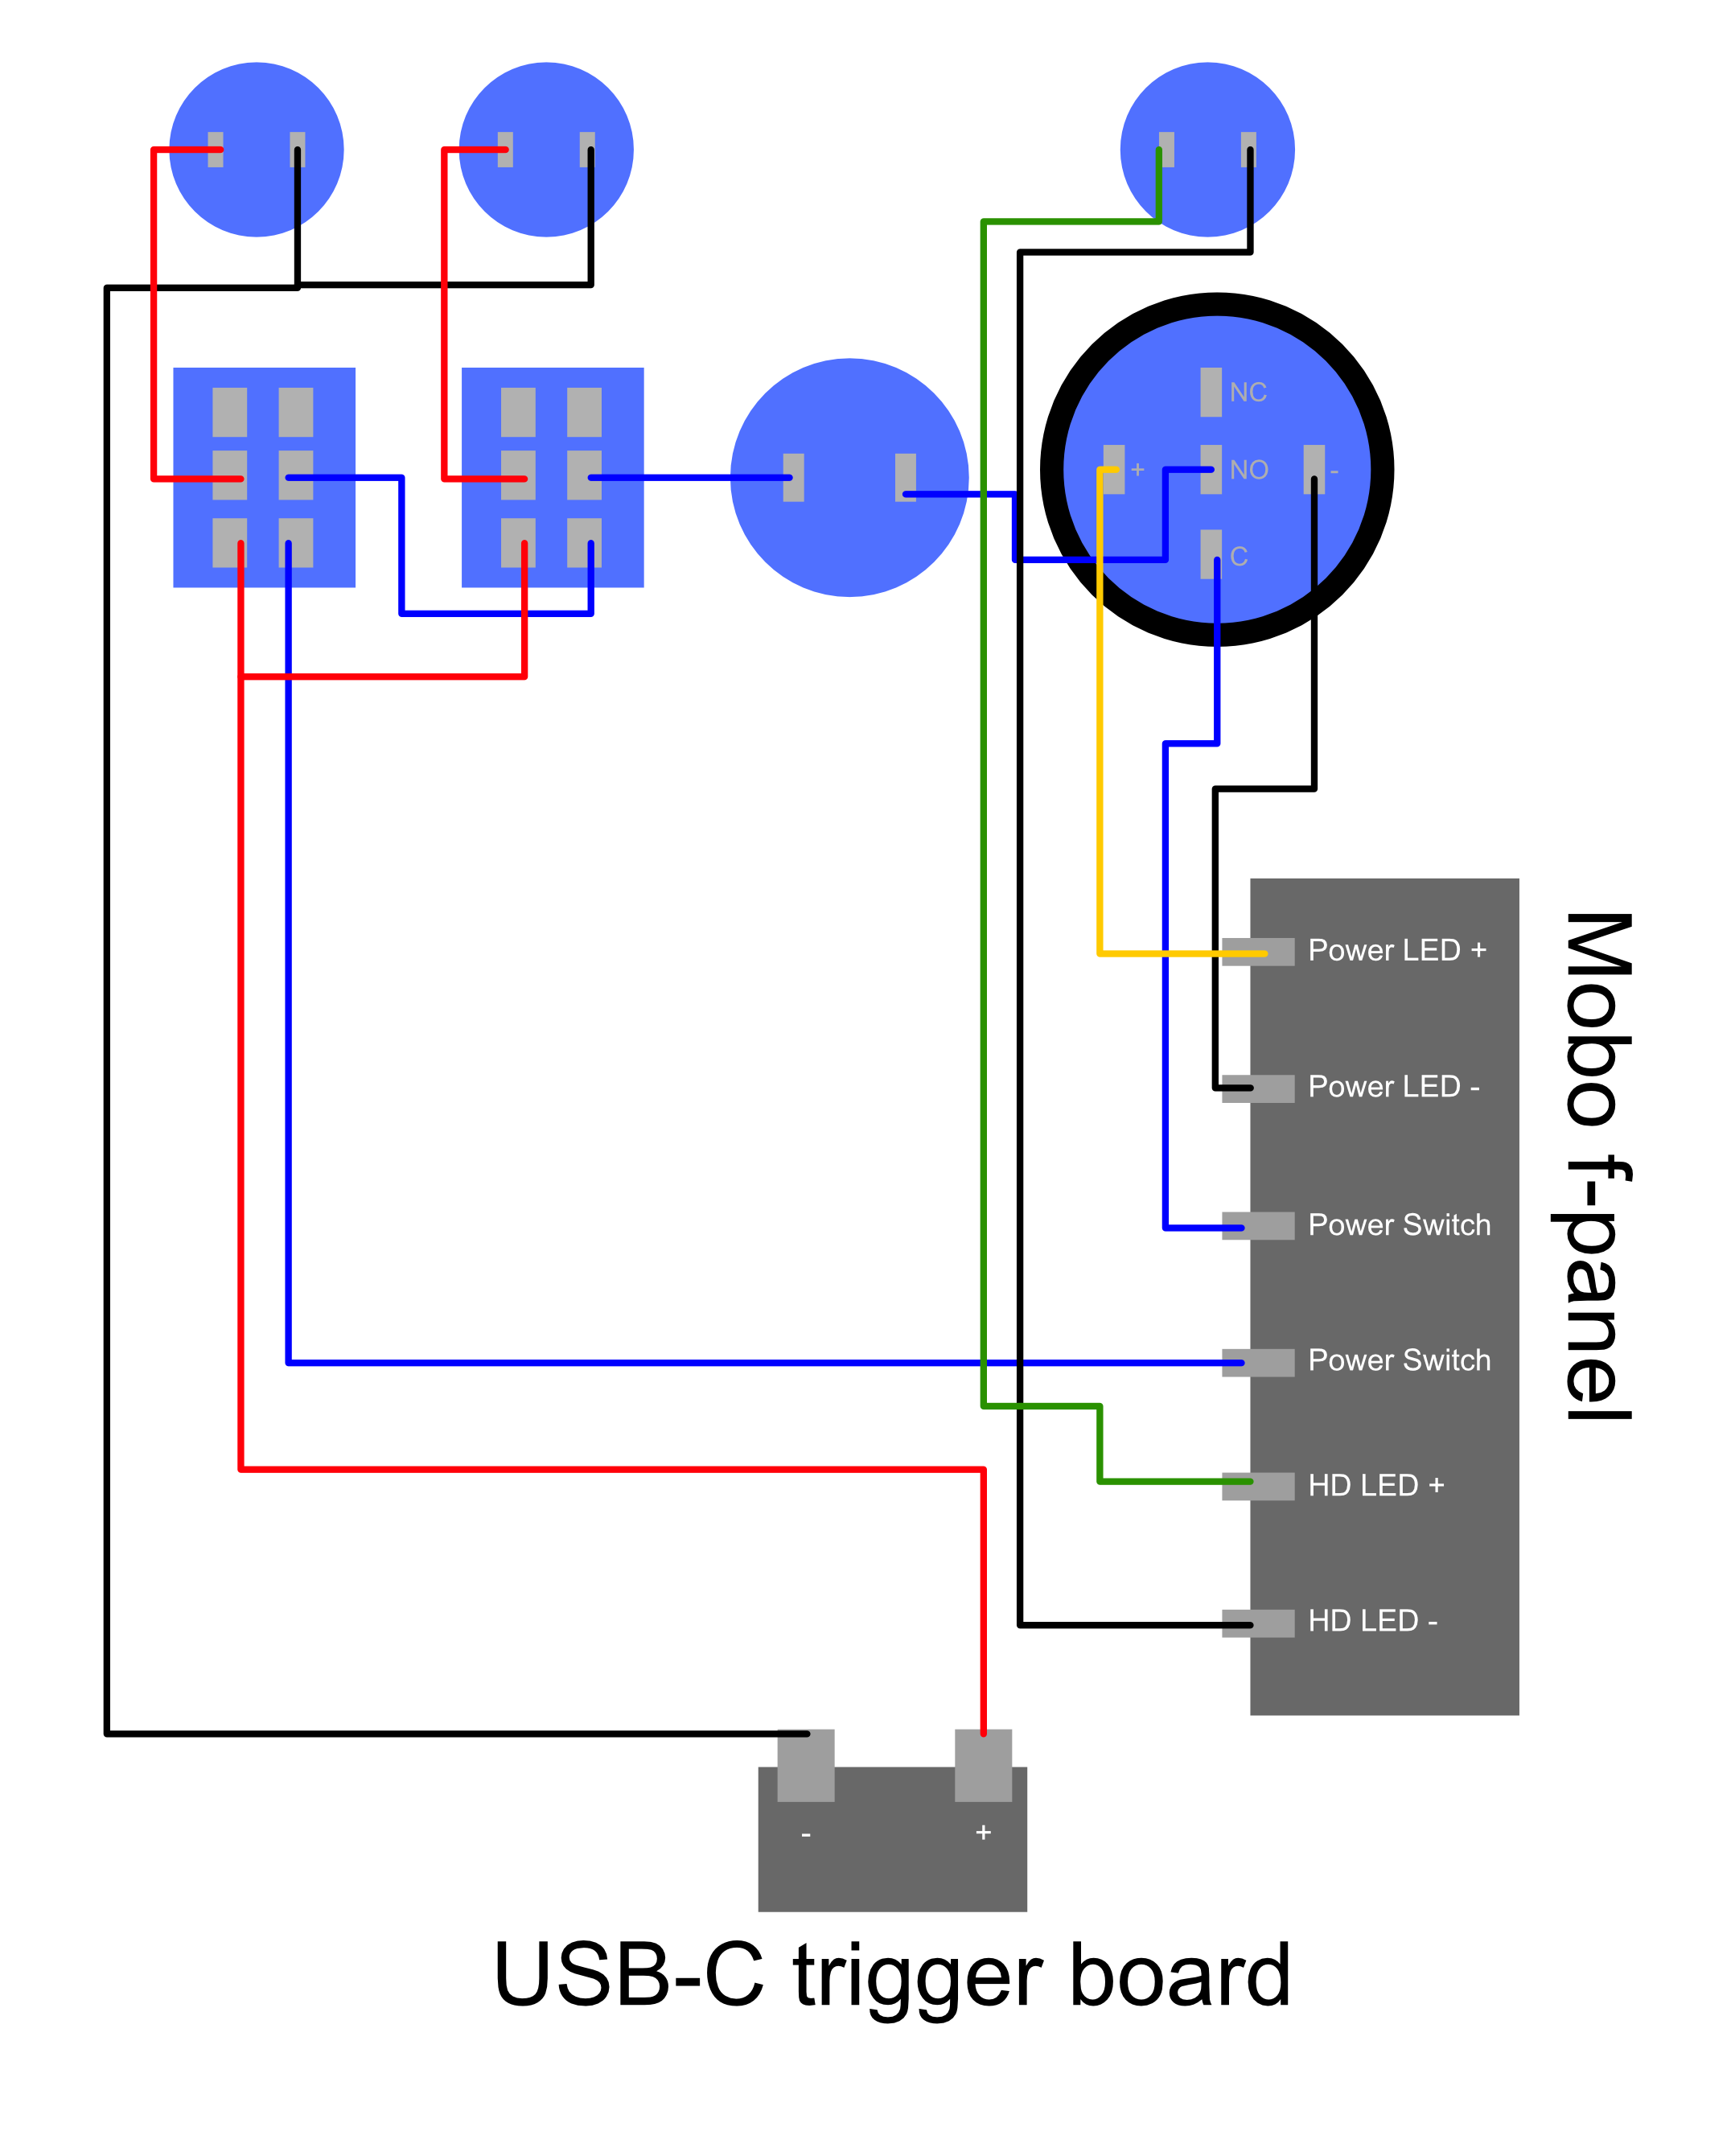 NC
+
NO
-
C
Power LED +
Power LED -
Power Switch
Power Switch
HD LED +
HD LED -
Mobo f-panel
-
+
USB-C trigger board